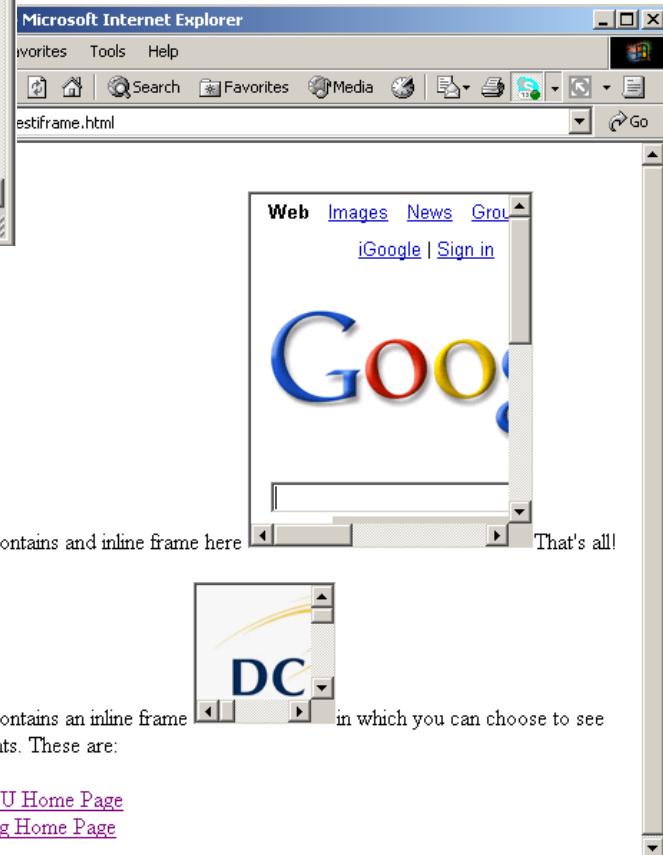 Microsoft Internet Explorer
avorites Tools Help
Search Favorites Media
estiframe.html Go
Web Images News Grou
iGoogle | Sign in
Goog
ontains and inline frame here That's all!
DC
ontains an inline frame in which you can choose to see
nts. These are:
U Home Page
g Home Page